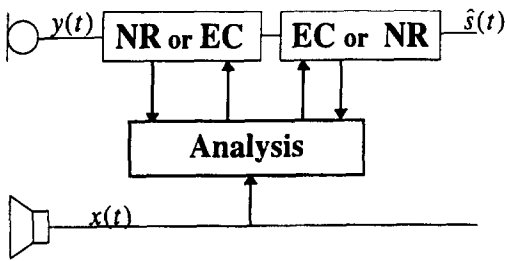 y(t) NR or EC EC or NR ŝ(t)
Analysis
x(t)